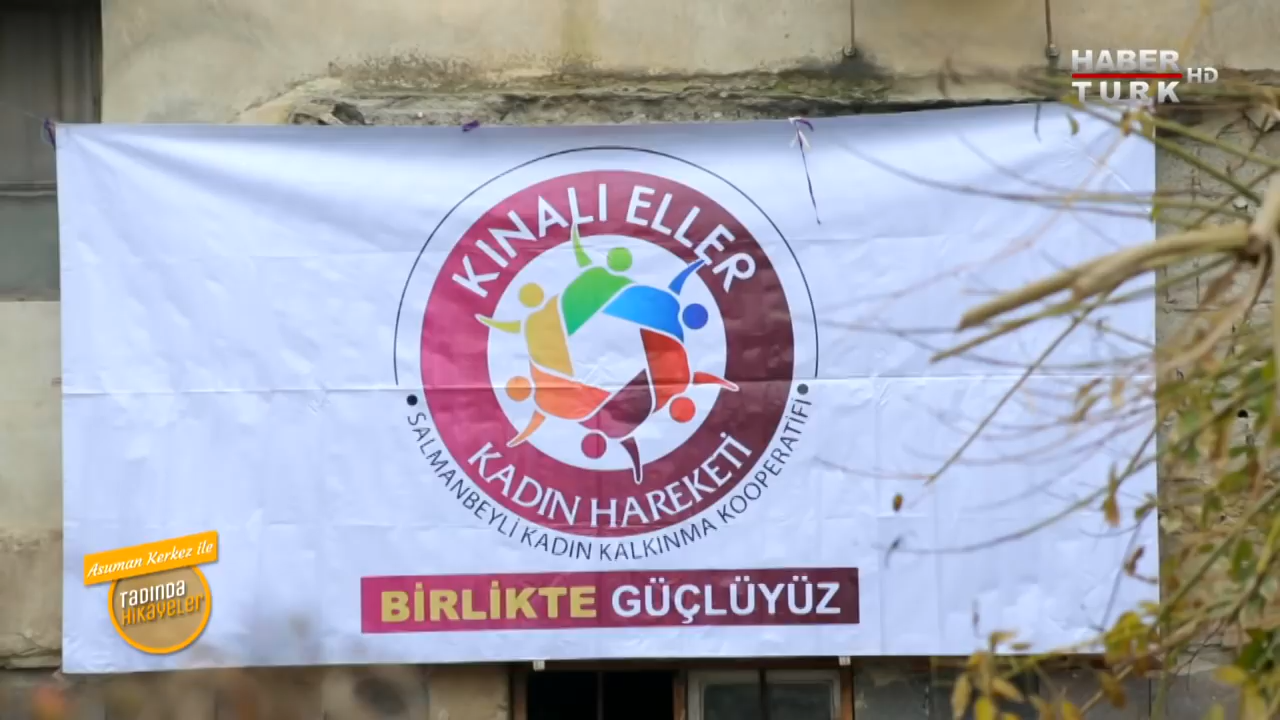 HABER
TURK HD
KINALI ELLER
KADIN HAREKETİ
SALMANBEYLİ KADIN KALKINMA KOOPERATİFİ
BİRLİKTE GÜÇLÜYÜZ
Asuman Kerkez ile
TADINDA
HİKAYELER